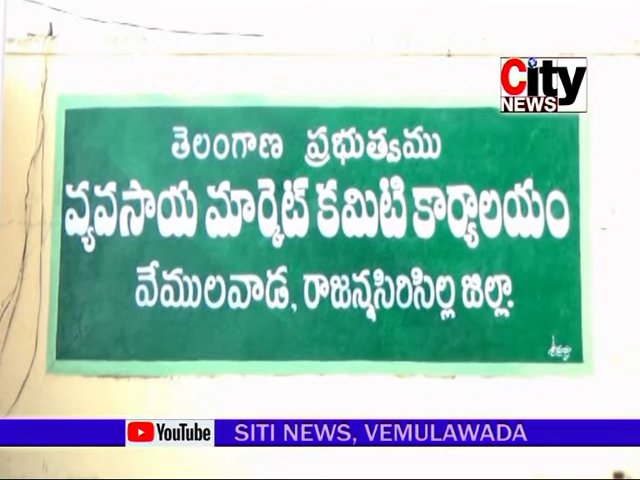 City
NEWS
తెలంగాణ ప్రభుత్వము
వ్యవసాయ మార్కెట్ కమిటి కార్యాలయం
వేములవాడ, రాజన్నసిరిసిల్ల జిల్లా.
YouTube SITI NEWS, VEMULAWADA